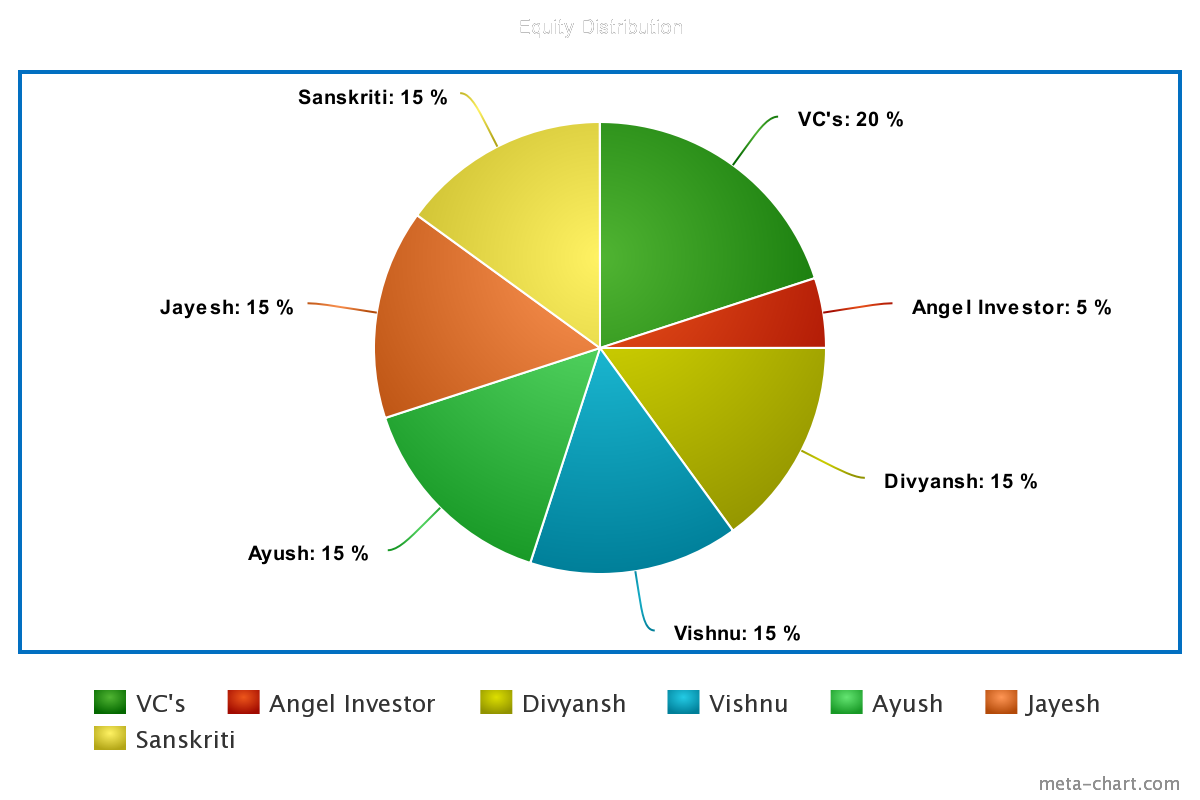 Equity Distribution
Sanskriti: 15 %
VC's: 20 %
Jayesh: 15 %
Angel Investor: 5 %
Divyansh: 15 %
Ayush: 15 %
Vishnu: 15 %
VC's Angel Investor Divyansh Vishnu Ayush Jayesh
Sanskriti
meta-chart.com